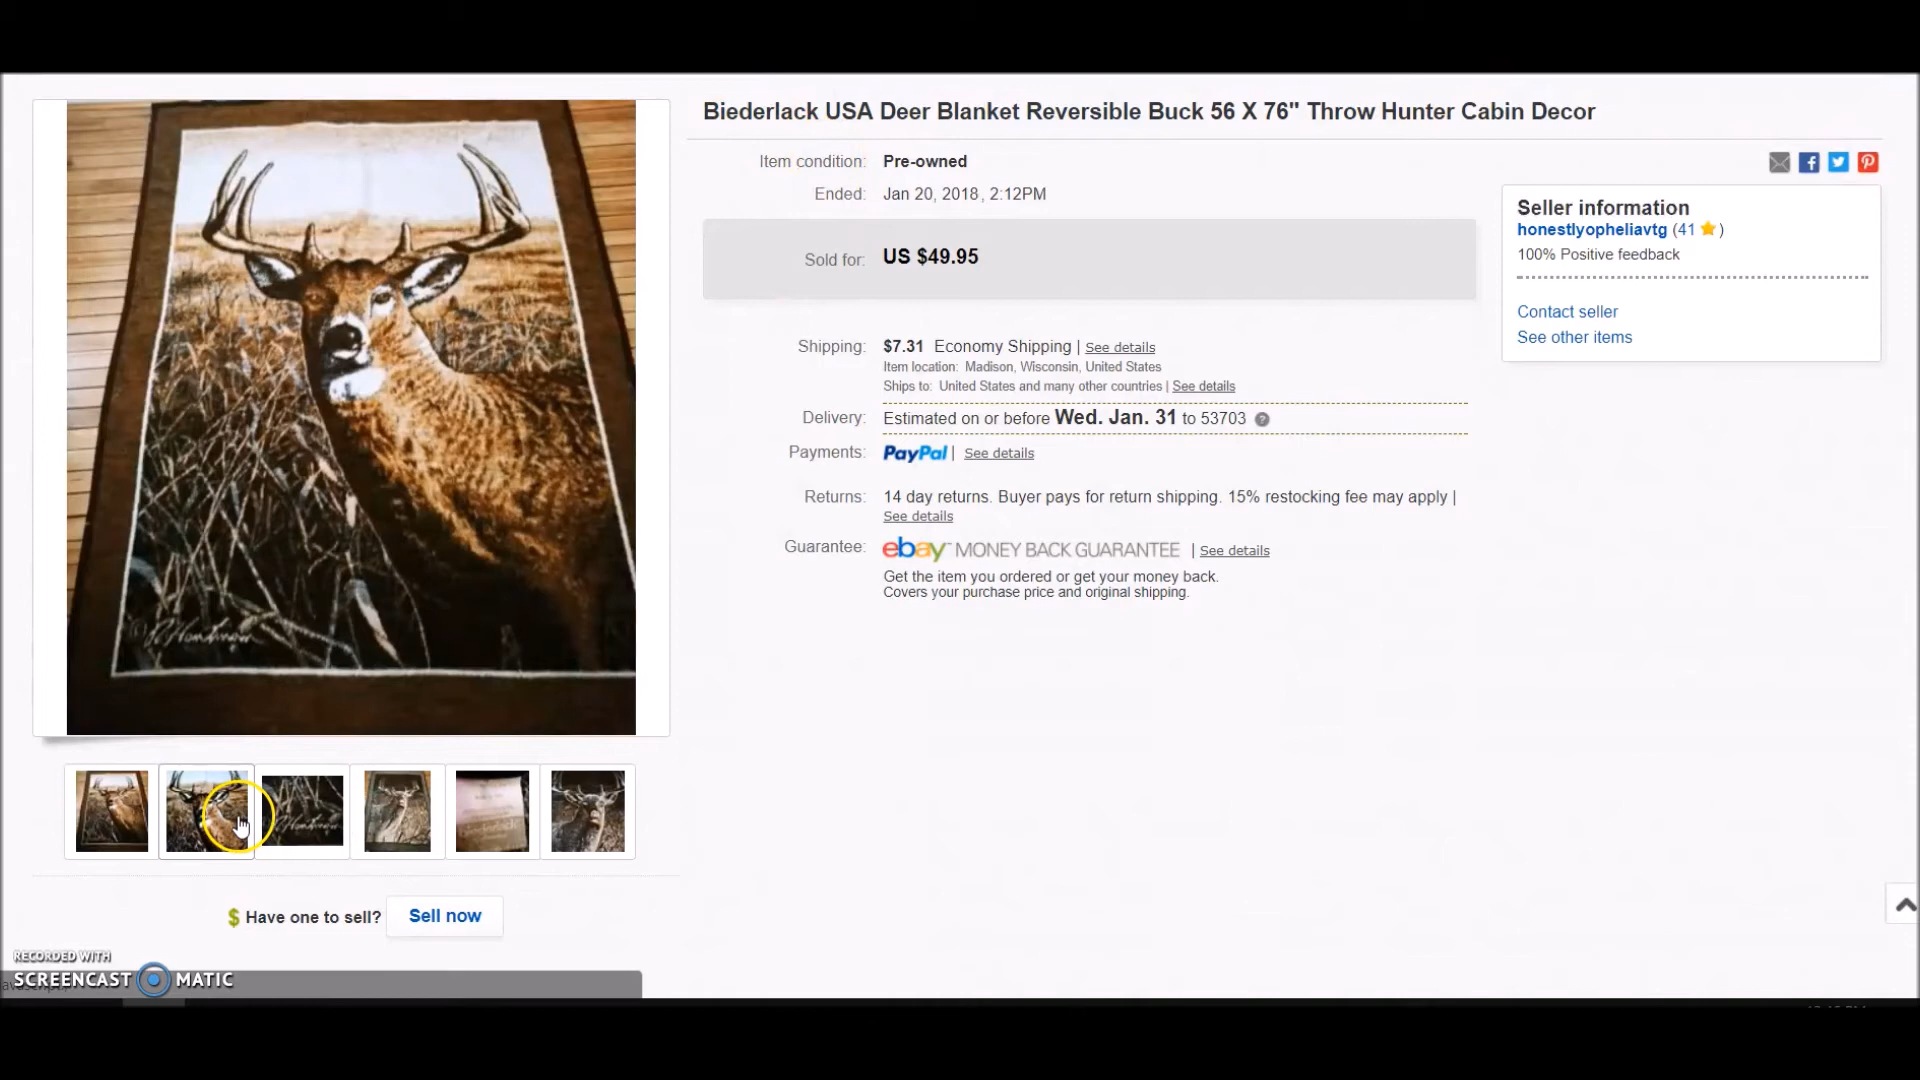 Biederlack USA Deer Blanket Reversible Buck 56 X 76" Throw Hunter Cabin Decor
Item condition: Pre-owned
Ended: Jan 20, 2018 , 2:12PM
Sold for: US $49.95
Shipping: $7.31 Economy Shipping | See details
Item location: Madison, Wisconsin, United States
Ships to: United States and many other countries | See details
Delivery: Estimated on or before Wed. Jan. 31 to 53703 ?
Payments: PayPal | See details
Returns: 14 day returns. Buyer pays for return shipping. 15% restocking fee may apply |
See details
Guarantee: ebay MONEY BACK GUARANTEE | See details
Get the item you ordered or get your money back.
Covers your purchase price and original shipping.
Seller information
honestlyopheliavtg (41 )
100% Positive feedback
Contact seller
See other items
$ Have one to sell? Sell now
RECORDED WITH
SCREENCAST MATIC